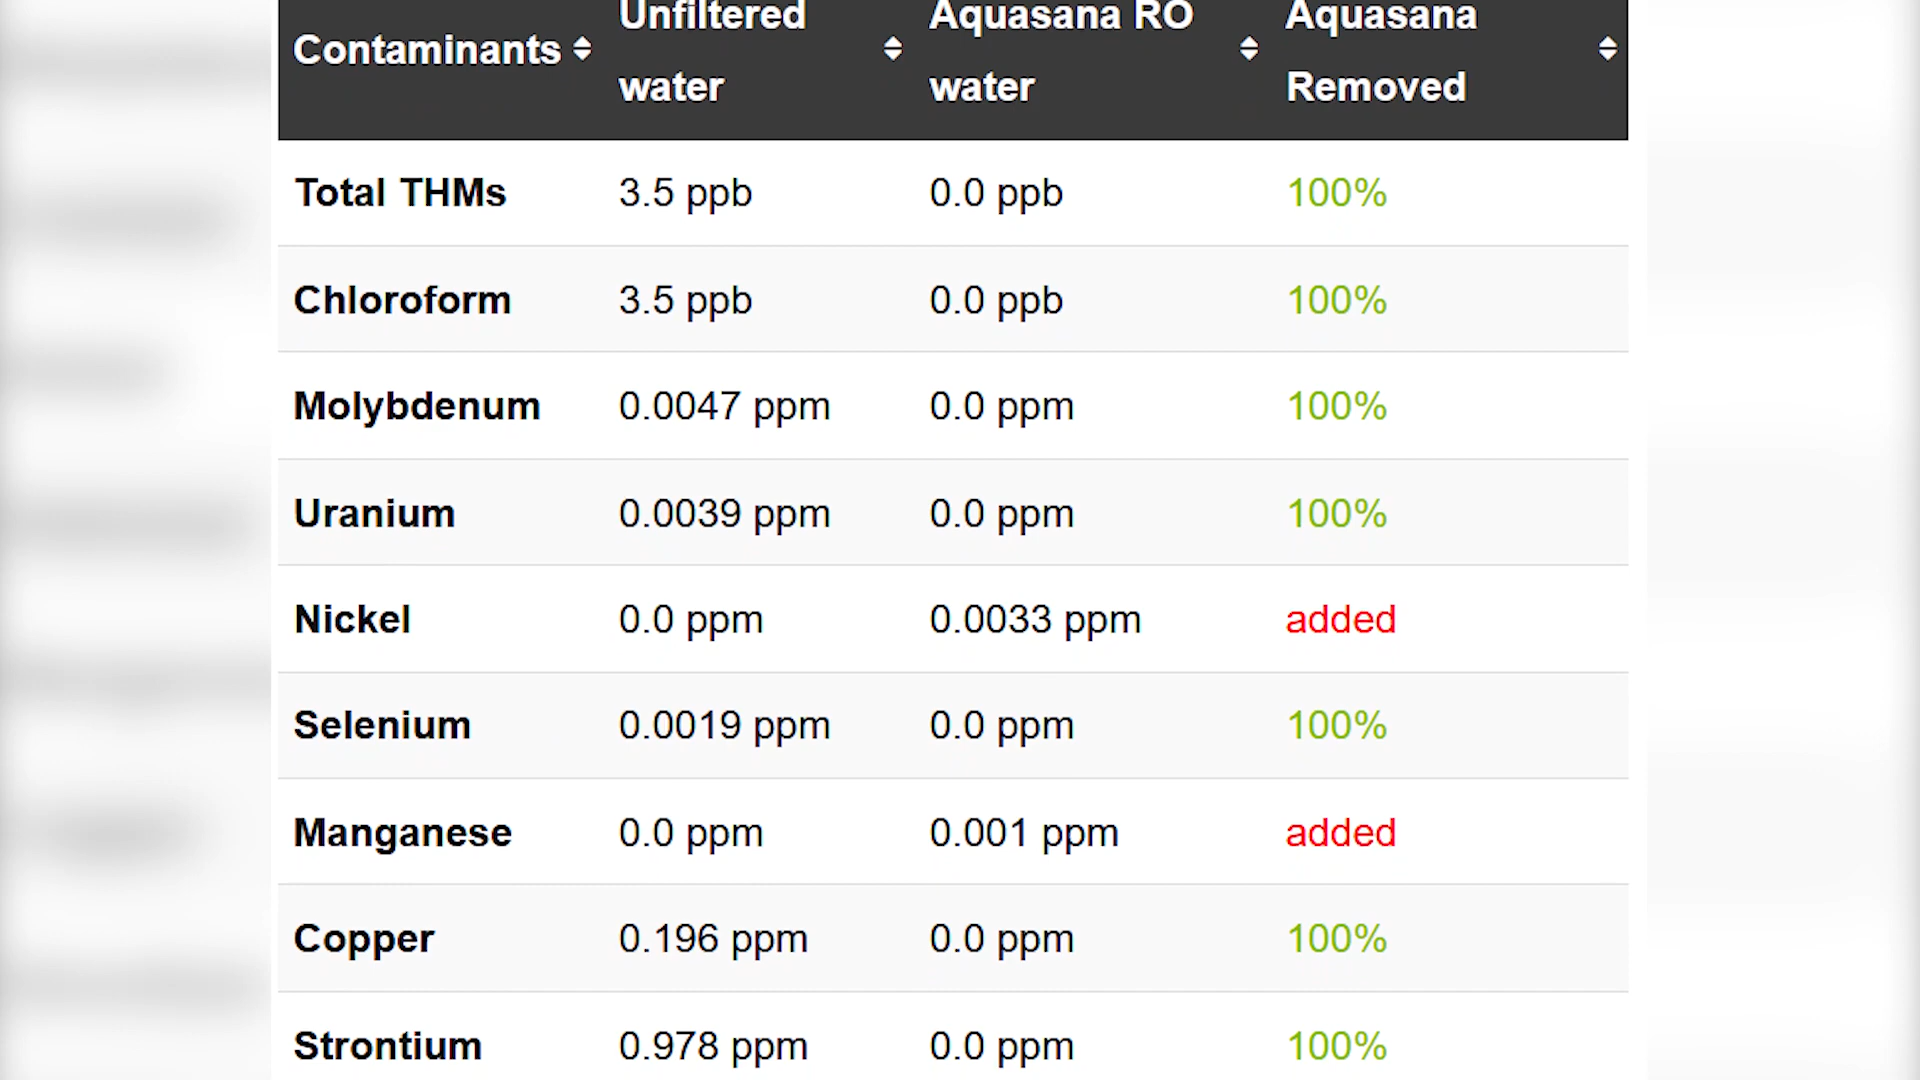 Contaminants Unfiltered water Aquasana RO water Aquasana Removed
Total THMs 3.5 ppb 0.0 ppb 100%
Chloroform 3.5 ppb 0.0 ppb 100%
Molybdenum 0.0047 ppm 0.0 ppm 100%
Uranium 0.0039 ppm 0.0 ppm 100%
Nickel 0.0 ppm 0.0033 ppm added
Selenium 0.0019 ppm 0.0 ppm 100%
Manganese 0.0 ppm 0.001 ppm added
Copper 0.196 ppm 0.0 ppm 100%
Strontium 0.978 ppm 0.0 ppm 100%